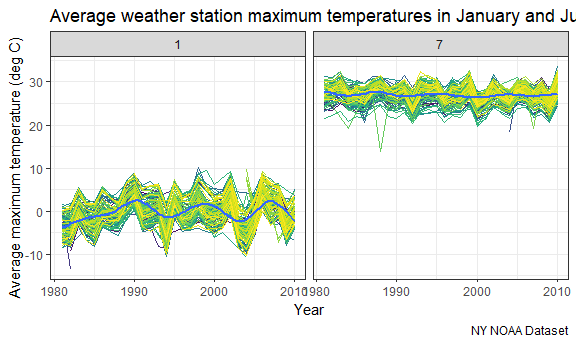 Average weather station maximum temperatures in January and Ju
1 7
Average maximum temperature (deg C)
30
20
10
0
-10
1980 1990 2000 2010 1980 1990 2000 2010
Year
NY NOAA Dataset